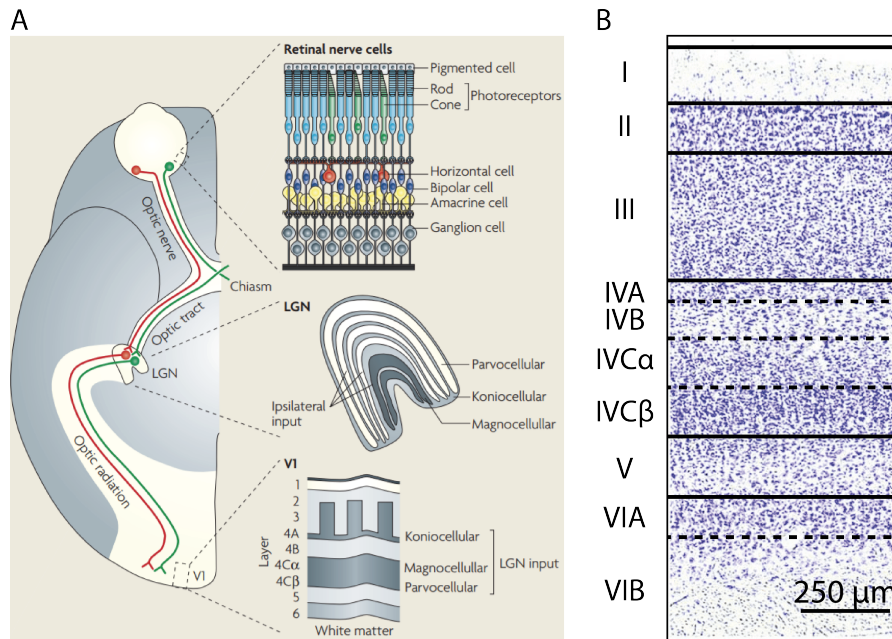 A
Retinal nerve cells
Pigmented cell
Rod
Cone
Photoreceptors
Horizontal cell
Bipolar cell
Amacrine cell
Ganglion cell
Optic nerve
Chiasm
Optic tract
LGN
LGN
Parvocellular
Koniocellular
Magnocellullar
Ipsilateral
input
Optic radiation
V1
V1
1
2
3
4A
4B
4Cα
4Cβ
5
6
Layer
Koniocellular
Magnocellular
Parvocellular
LGN input
White matter
B
I
II
III
IVA
IVB
IVCα
IVCβ
V
VIA
VIB
250 μm